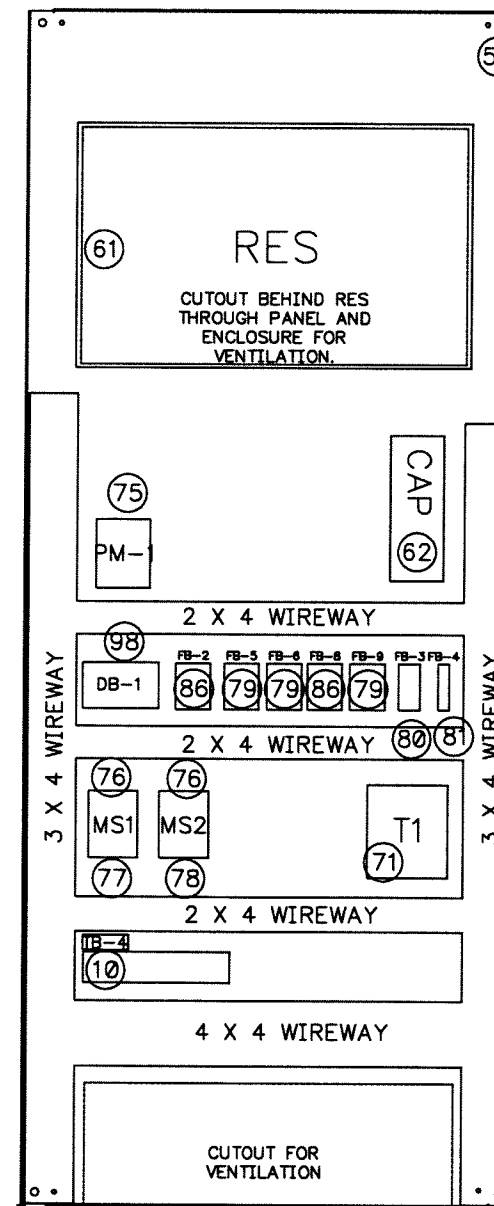 5
61
RES
CUTOUT BEHIND RES
THROUGH PANEL AND
ENCLOSURE FOR
VENTILATION.
75
PM-1
CAP
62
2 X 4 WIREWAY
98
DB-1
FB-2 FB-5 FB-6 FB-8 FB-9 FB-3 FB-4
86 79 79 86 79
3 X 4 WIREWAY
3 X 4 WIREWAY
2 X 4 WIREWAY
80 81
76 76
MS1 MS2 T1
71
77 78
2 X 4 WIREWAY
TB-4
10
4 X 4 WIREWAY
CUTOUT FOR
VENTILATION